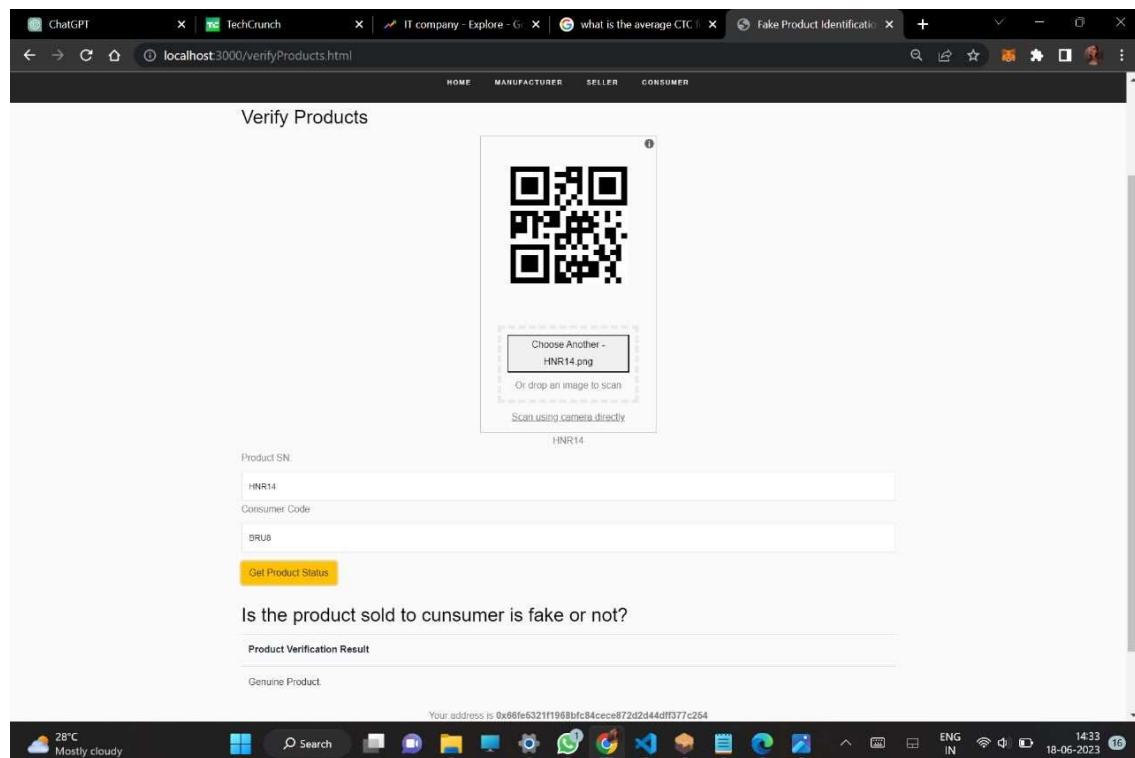 ChatGPT
TechCrunch
IT company - Explore - G
what is the average CTC f
Fake Product Identificatio
localhost:3000/verifyProducts.html
HOME MANUFACTURER SELLER CONSUMER
Verify Products
Choose Another -
HNR14.png
Or drop an image to scan
Scan using camera directly
HNR14
Product SN:
HNR14
Consumer Code
BRU8
Get Product Status
Is the product sold to cunsumer is fake or not?
Product Verification Result
Genuine Product.
Your address is 0x66fe6321f1968bfc84cece872d2d44dff377c254
28°C
Mostly cloudy
Search
ENG
IN
14:33
18-06-2023
16